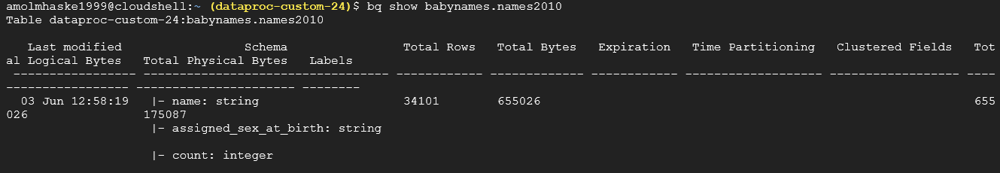 amolmhaske1999@cloudshell:~ (dataproc-custom-24)$ bq show babynames.names2010
Table dataproc-custom-24:babynames.names2010
   Last modified                 Schema                Total Rows   Total Bytes   Expiration   Time Partitioning   Clustered Fields   Tot
al Logical Bytes   Total Physical Bytes   Labels
 ----------------- ---------------------------------- ------------ ------------- ------------ ------------------- ------------------ ----
----------------- ---------------------- --------
  03 Jun 12:58:19   |- name: string                    34101        655026                                                            655
026                175087
                    |- assigned_sex_at_birth: string
                    |- count: integer